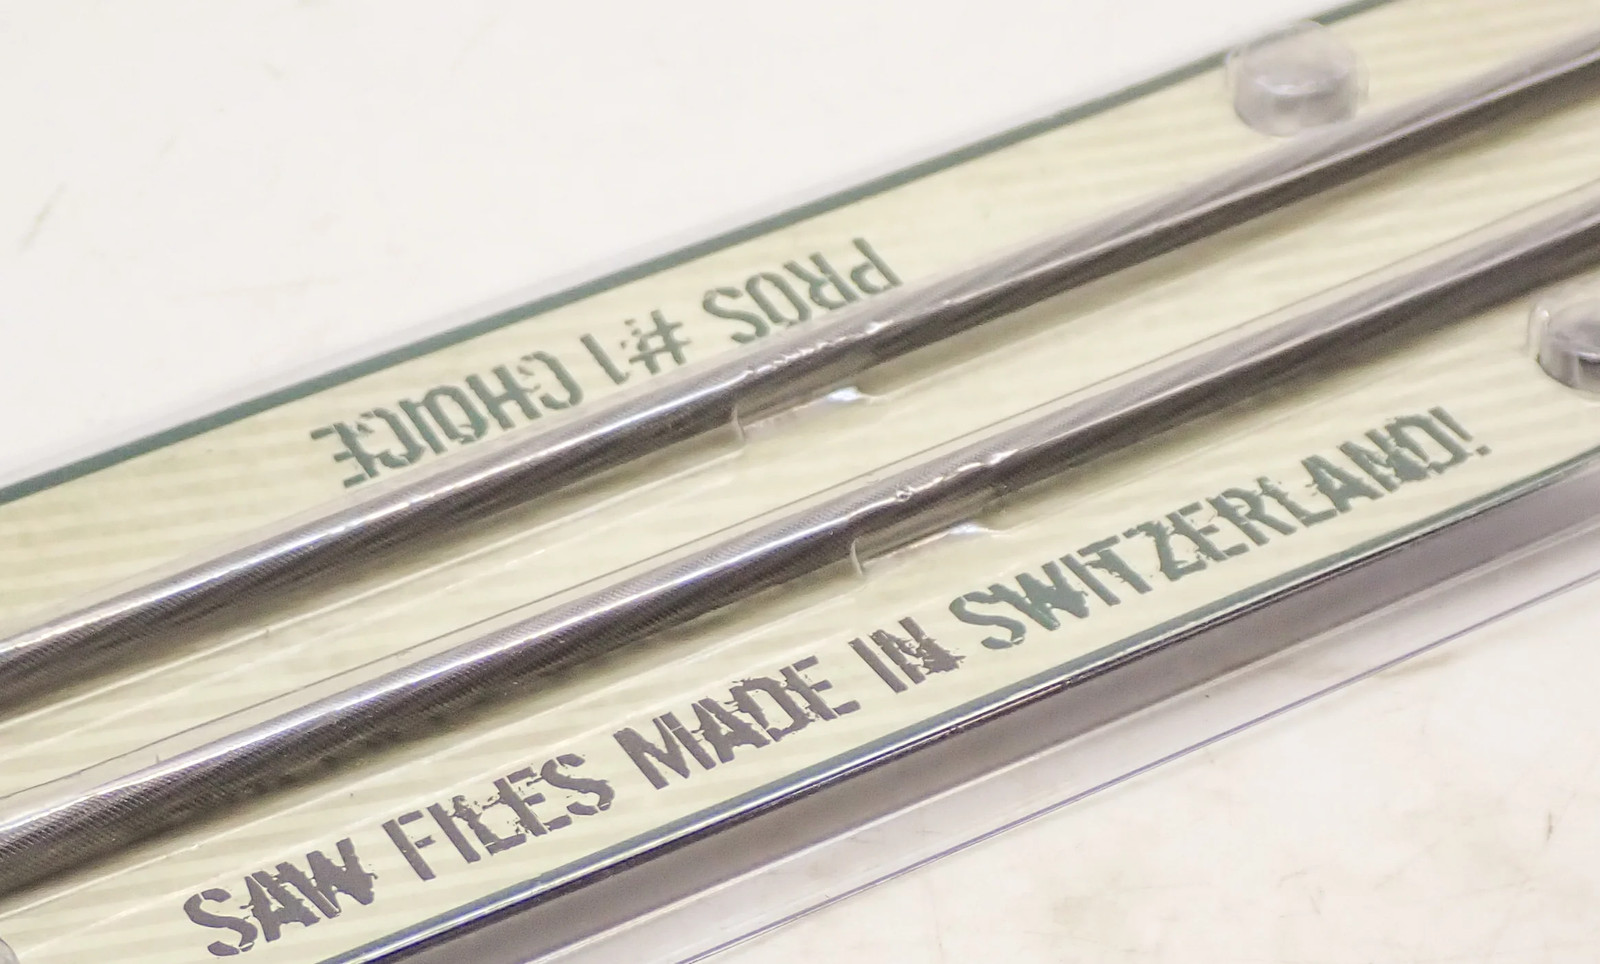 PROS #1 CHOICE
SAW FILES MADE IN SWITZERLAND!